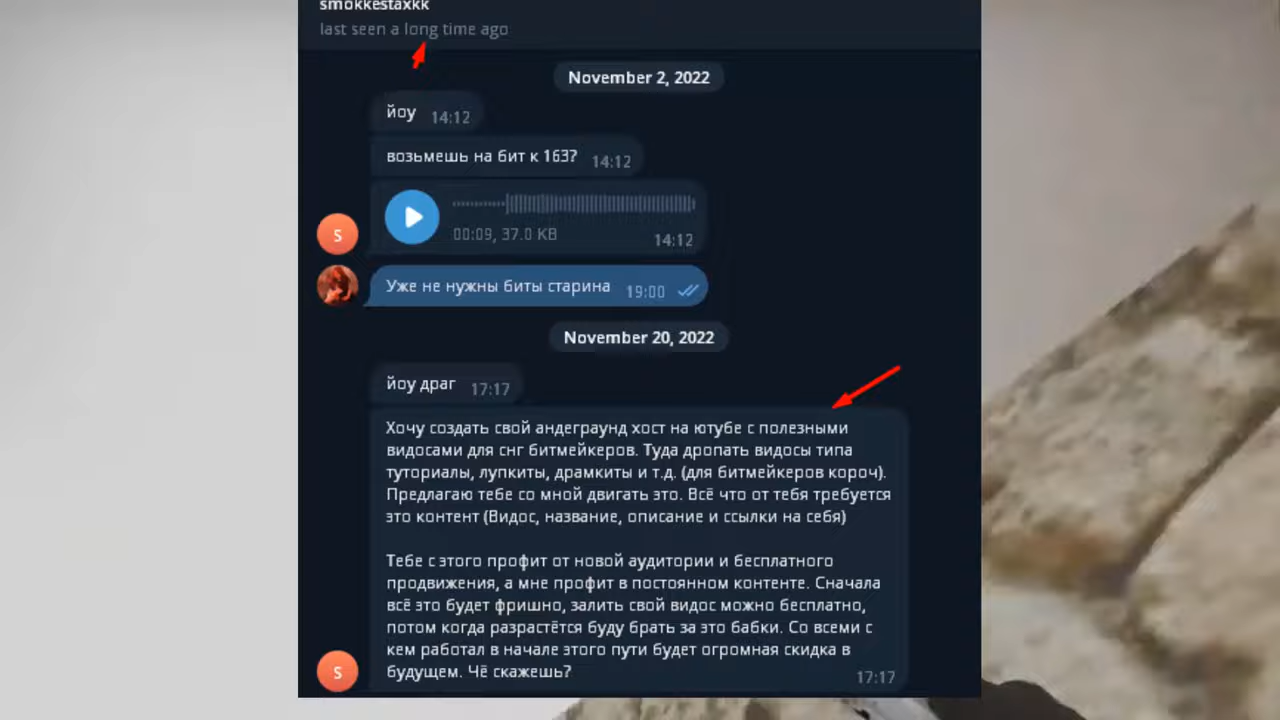 smokkestaxkk
last seen a long time ago
November 2, 2022
йоу 14:12
возьмешь на бит к 163? 14:12
00:09, 37.0 KB 14:12
S
Уже не нужны биты старина 19:00
November 20, 2022
йоу драг 17:17
Хочу создать свой андеграунд хост на ютубе с полезными
видосами для снг битмейкеров. Туда дропать видосы типа
туториалы, лупкиты, драмкиты и т.д. (для битмейкеров короч).
Предлагаю тебе со мной двигать это. Всё что от тебя требуется
это контент (Видос, название, описание и ссылки на себя)
Тебе с этого профит от новой аудитории и бесплатного
продвижения, а мне профит в постоянном контенте. Сначала
всё это будет фришно, залить свой видос можно бесплатно,
потом когда разрастётся буду брать за это бабки. Со всеми с
кем работал в начале этого пути будет огромная скидка в
будущем. Чё скажешь? 17:17
S